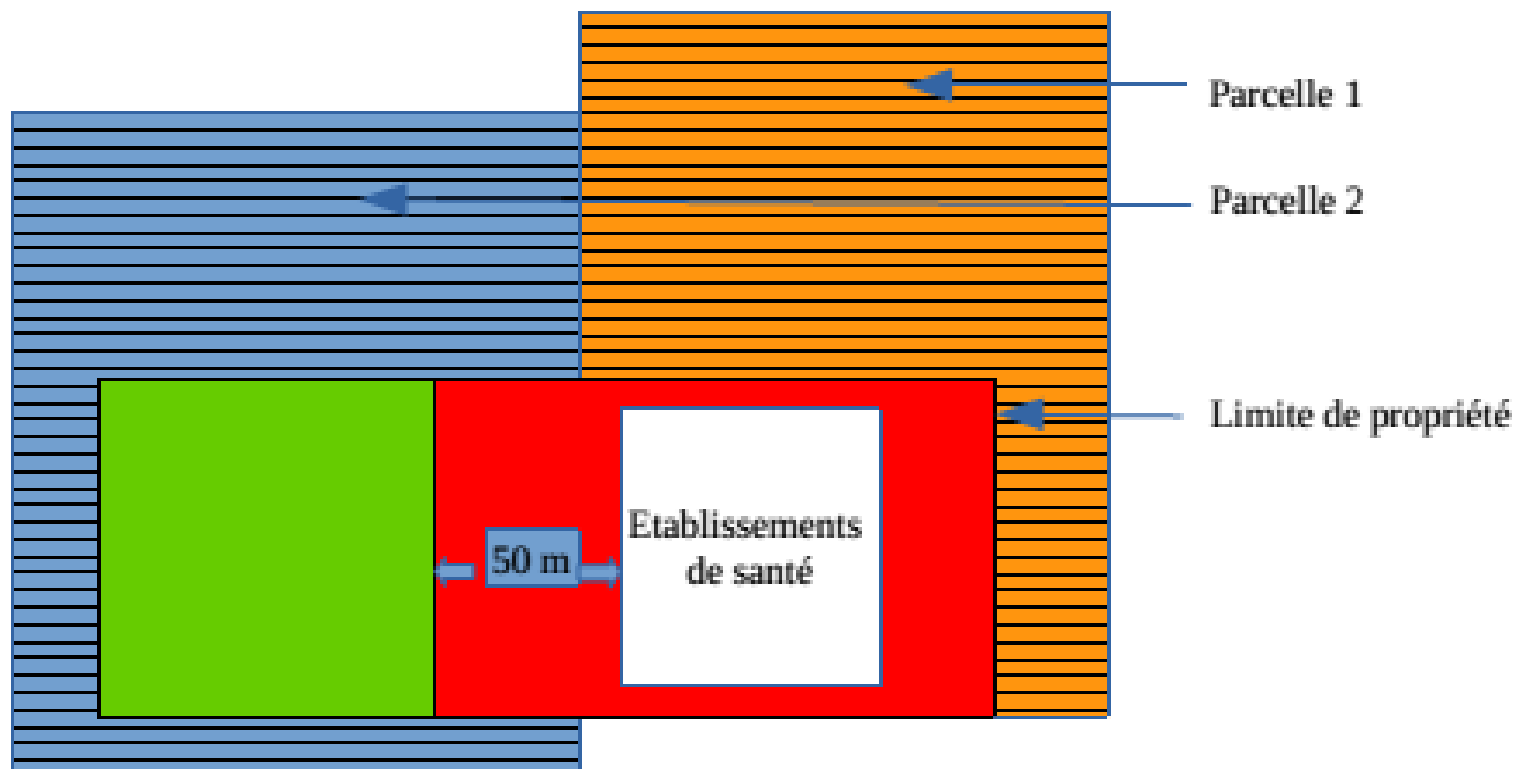 Parcelle 1
Parcelle 2
Limite de propriété
Etablissements
de santé
50 m